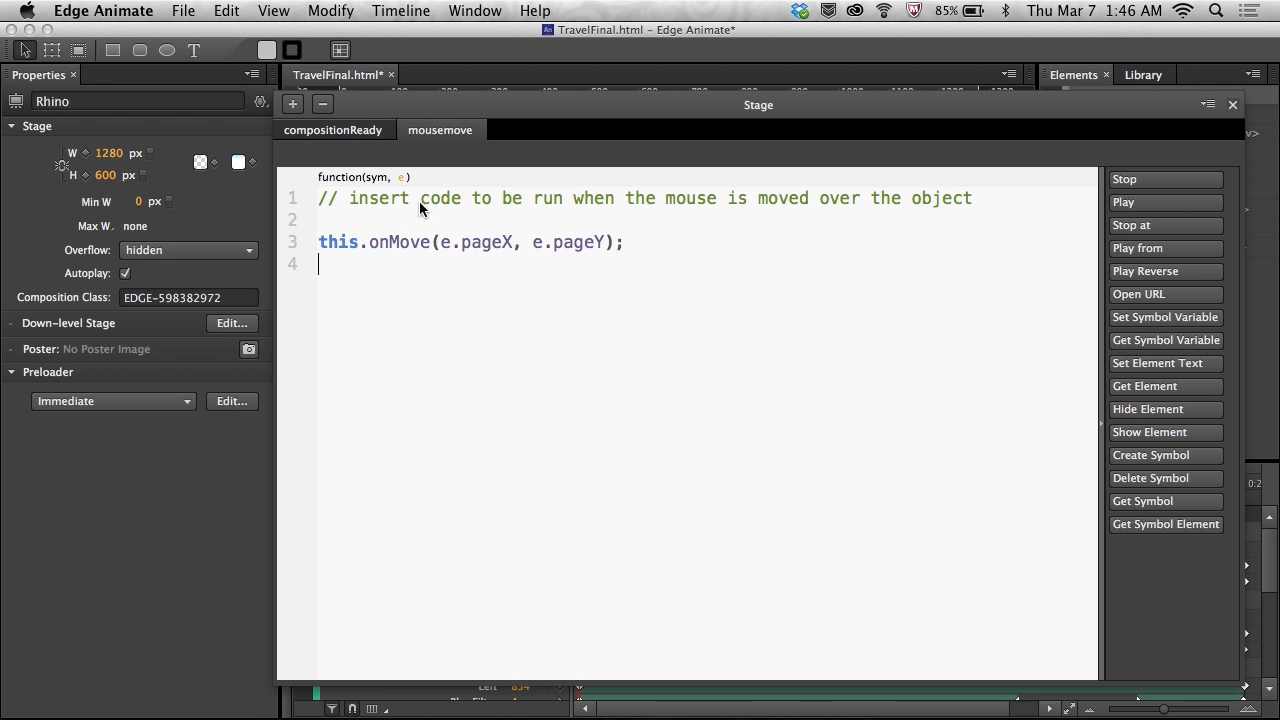 Edge Animate File Edit View Modify Timeline Window Help 85% Thu Mar 7 1:46 AM
An TravelFinal.html – Edge Animate*
T
Properties × TravelFinal.html* × Elements × Library
Rhino
+ − Stage ×
Stage
compositionReady mousemove
W 1280 px
H 600 px
Min W 0 px
Max W. none
Overflow: hidden
Autoplay:
Composition Class: EDGE-598382972
Down-level Stage Edit...
Poster: No Poster Image
Preloader
Immediate Edit...
function(sym, e)
1 // insert code to be run when the mouse is moved over the object
2
3 this.onMove(e.pageX, e.pageY);
4
Stop
Play
Stop at
Play from
Play Reverse
Open URL
Set Symbol Variable
Get Symbol Variable
Set Element Text
Get Element
Hide Element
Show Element
Create Symbol
Delete Symbol
Get Symbol
Get Symbol Element
v>
0:2
Left 834